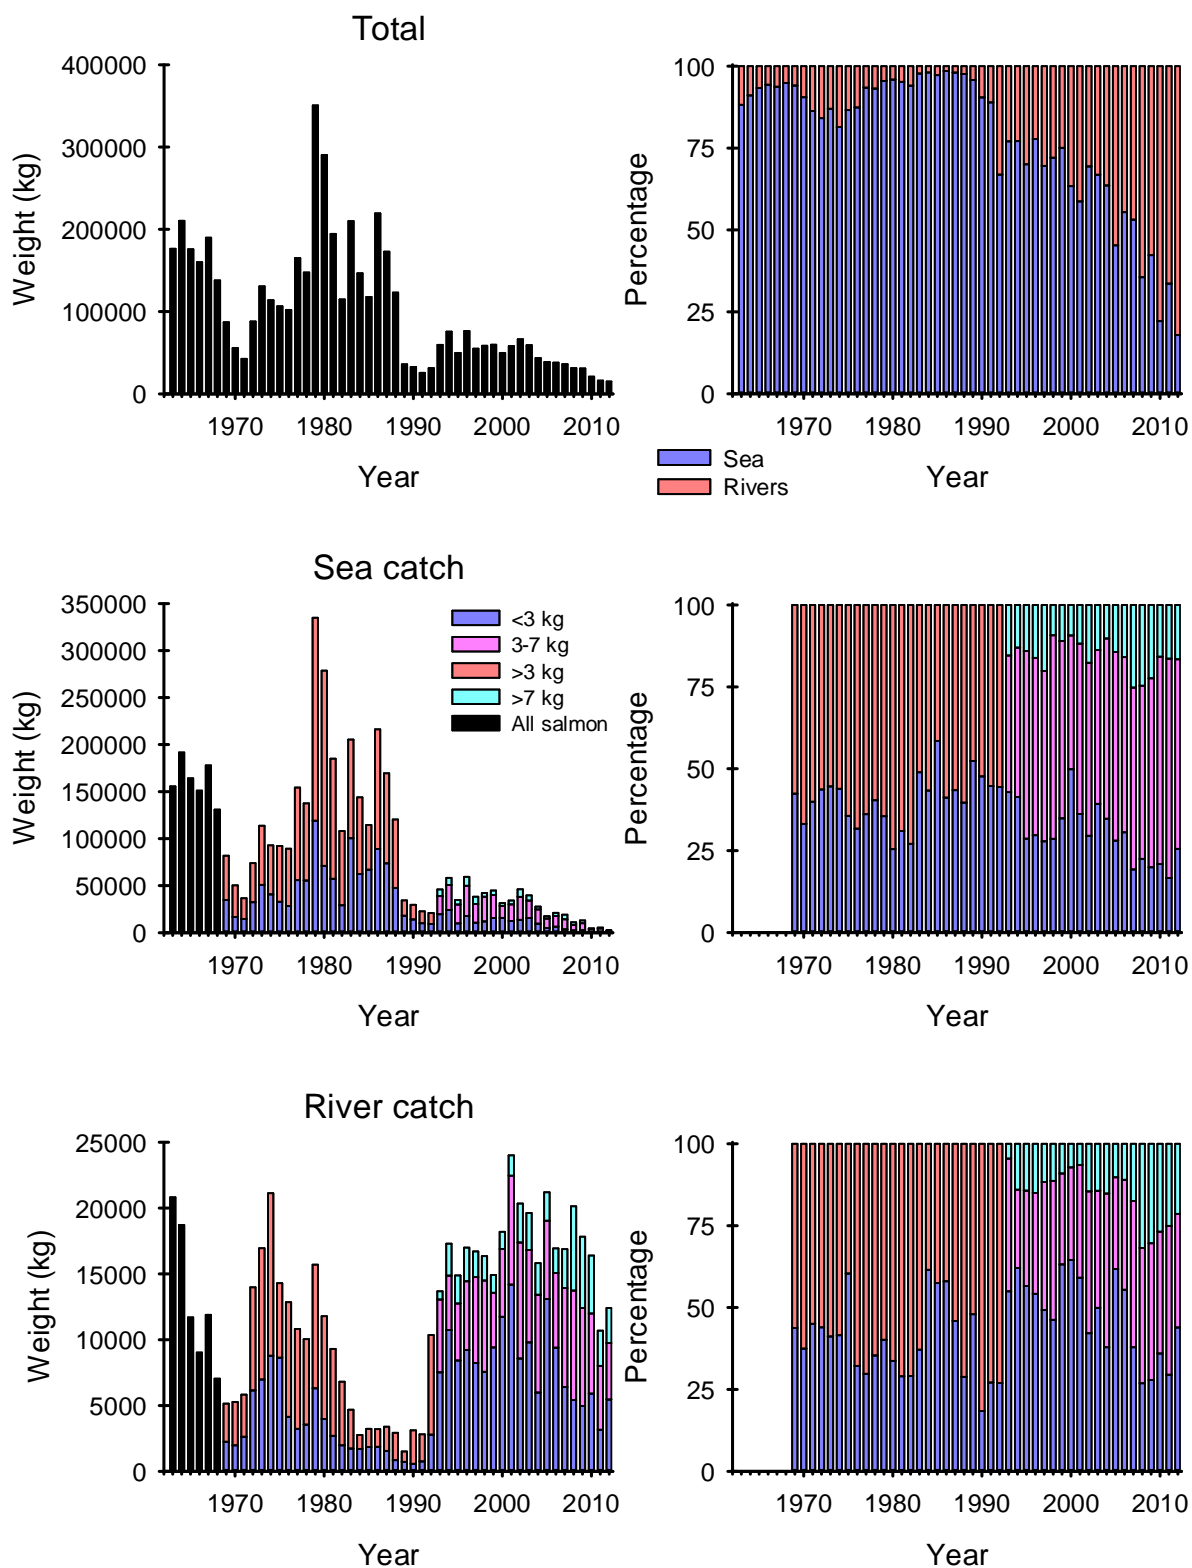 Total
400000
300000
200000
100000
0
Weight (kg)
1970 1980 1990 2000 2010
Year
100
75
50
25
0
Percentage
1970 1980 1990 2000 2010
Year
Sea
Rivers
Sea catch
350000
300000
250000
200000
150000
100000
50000
0
Weight (kg)
<3 kg
3-7 kg
>3 kg
>7 kg
All salmon
1970 1980 1990 2000 2010
Year
100
75
50
25
0
Percentage
1970 1980 1990 2000 2010
Year
River catch
25000
20000
15000
10000
5000
0
Weight (kg)
1970 1980 1990 2000 2010
Year
100
75
50
25
0
Percentage
1970 1980 1990 2000 2010
Year